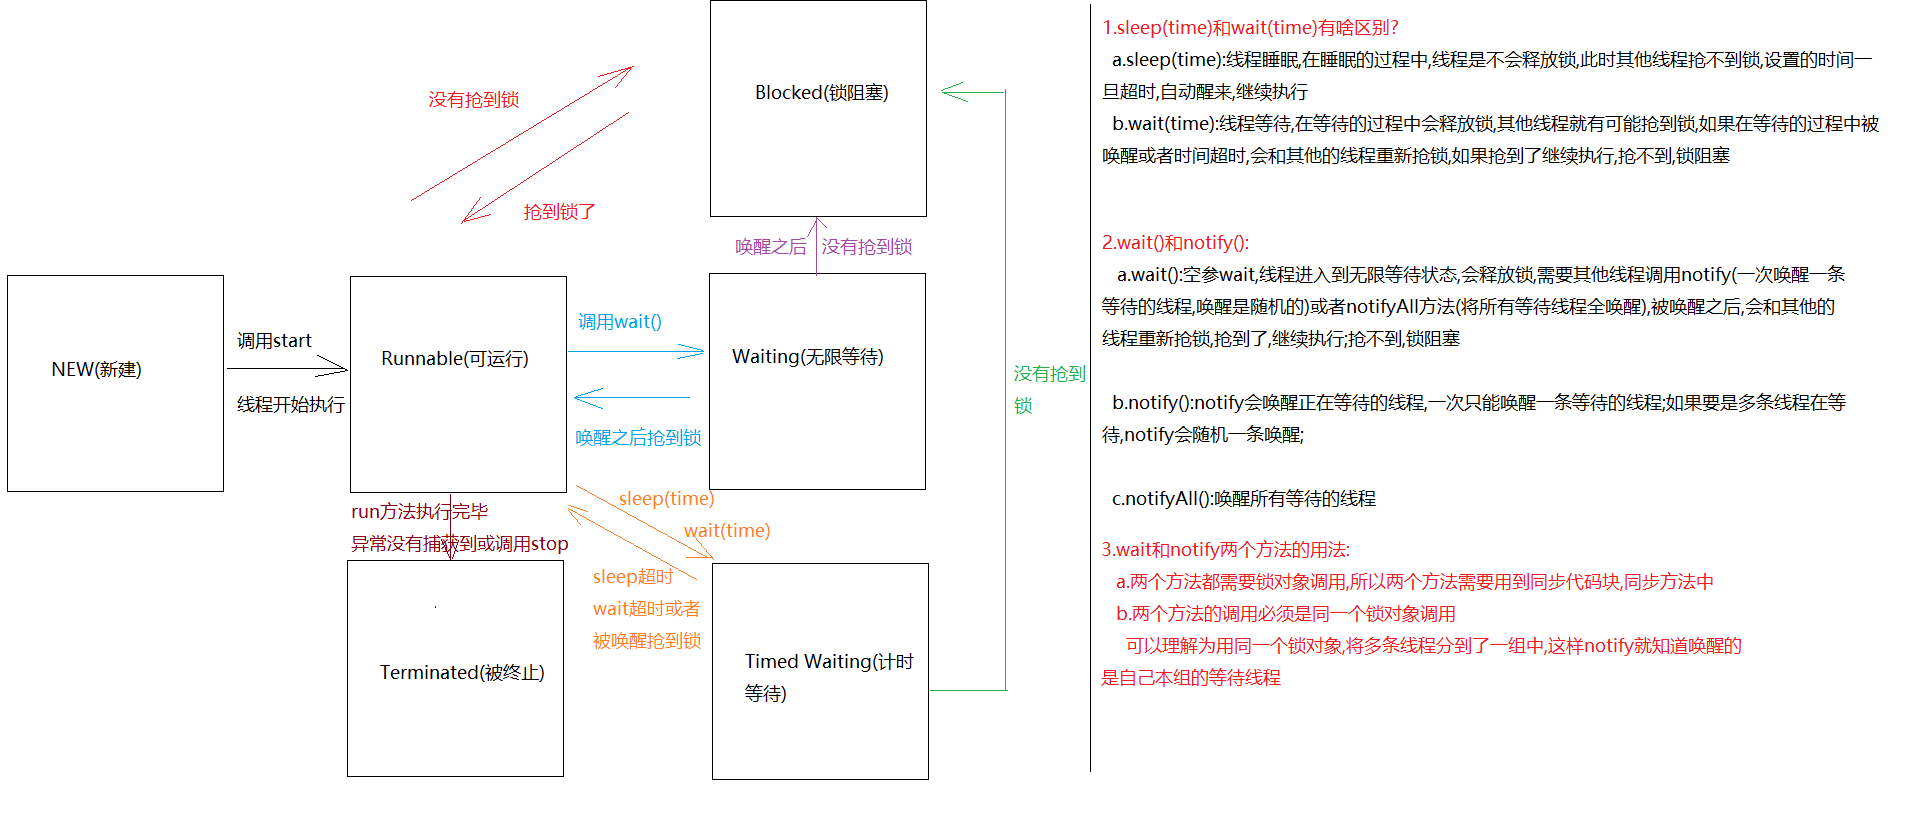 没有抢到锁
抢到锁了
Blocked(锁阻塞)
唤醒之后
没有抢到锁
NEW(新建)
调用start
线程开始执行
Runnable(可运行)
调用wait()
唤醒之后抢到锁
Waiting(无限等待)
没有抢到
锁
run方法执行完毕
异常没有捕获到或调用stop
sleep(time)
wait(time)
sleep超时
wait超时或者
被唤醒抢到锁
Terminated(被终止)
Timed Waiting(计时
等待)
1.sleep(time)和wait(time)有啥区别?
a.sleep(time):线程睡眠,在睡眠的过程中,线程是不会释放锁,此时其他线程抢不到锁,设置的时间一
旦超时,自动醒来,继续执行
b.wait(time):线程等待,在等待的过程中会释放锁,其他线程就有可能抢到锁,如果在等待的过程中被
唤醒或者时间超时,会和其他的线程重新抢锁,如果抢到了继续执行,抢不到,锁阻塞
2.wait()和notify():
a.wait():空参wait,线程进入到无限等待状态,会释放锁,需要其他线程调用notify(一次唤醒一条
等待的线程,唤醒是随机的)或者notifyAll方法(将所有等待线程全唤醒),被唤醒之后,会和其他的
线程重新抢锁,抢到了,继续执行;抢不到,锁阻塞
b.notify():notify会唤醒正在等待的线程,一次只能唤醒一条等待的线程;如果要是多条线程在等
待,notify会随机一条唤醒;
c.notifyAll():唤醒所有等待的线程
3.wait和notify两个方法的用法:
a.两个方法都需要锁对象调用,所以两个方法需要用到同步代码块,同步方法中
b.两个方法的调用必须是同一个锁对象调用
可以理解为用同一个锁对象,将多条线程分到了一组中,这样notify就知道唤醒的
是自己本组的等待线程